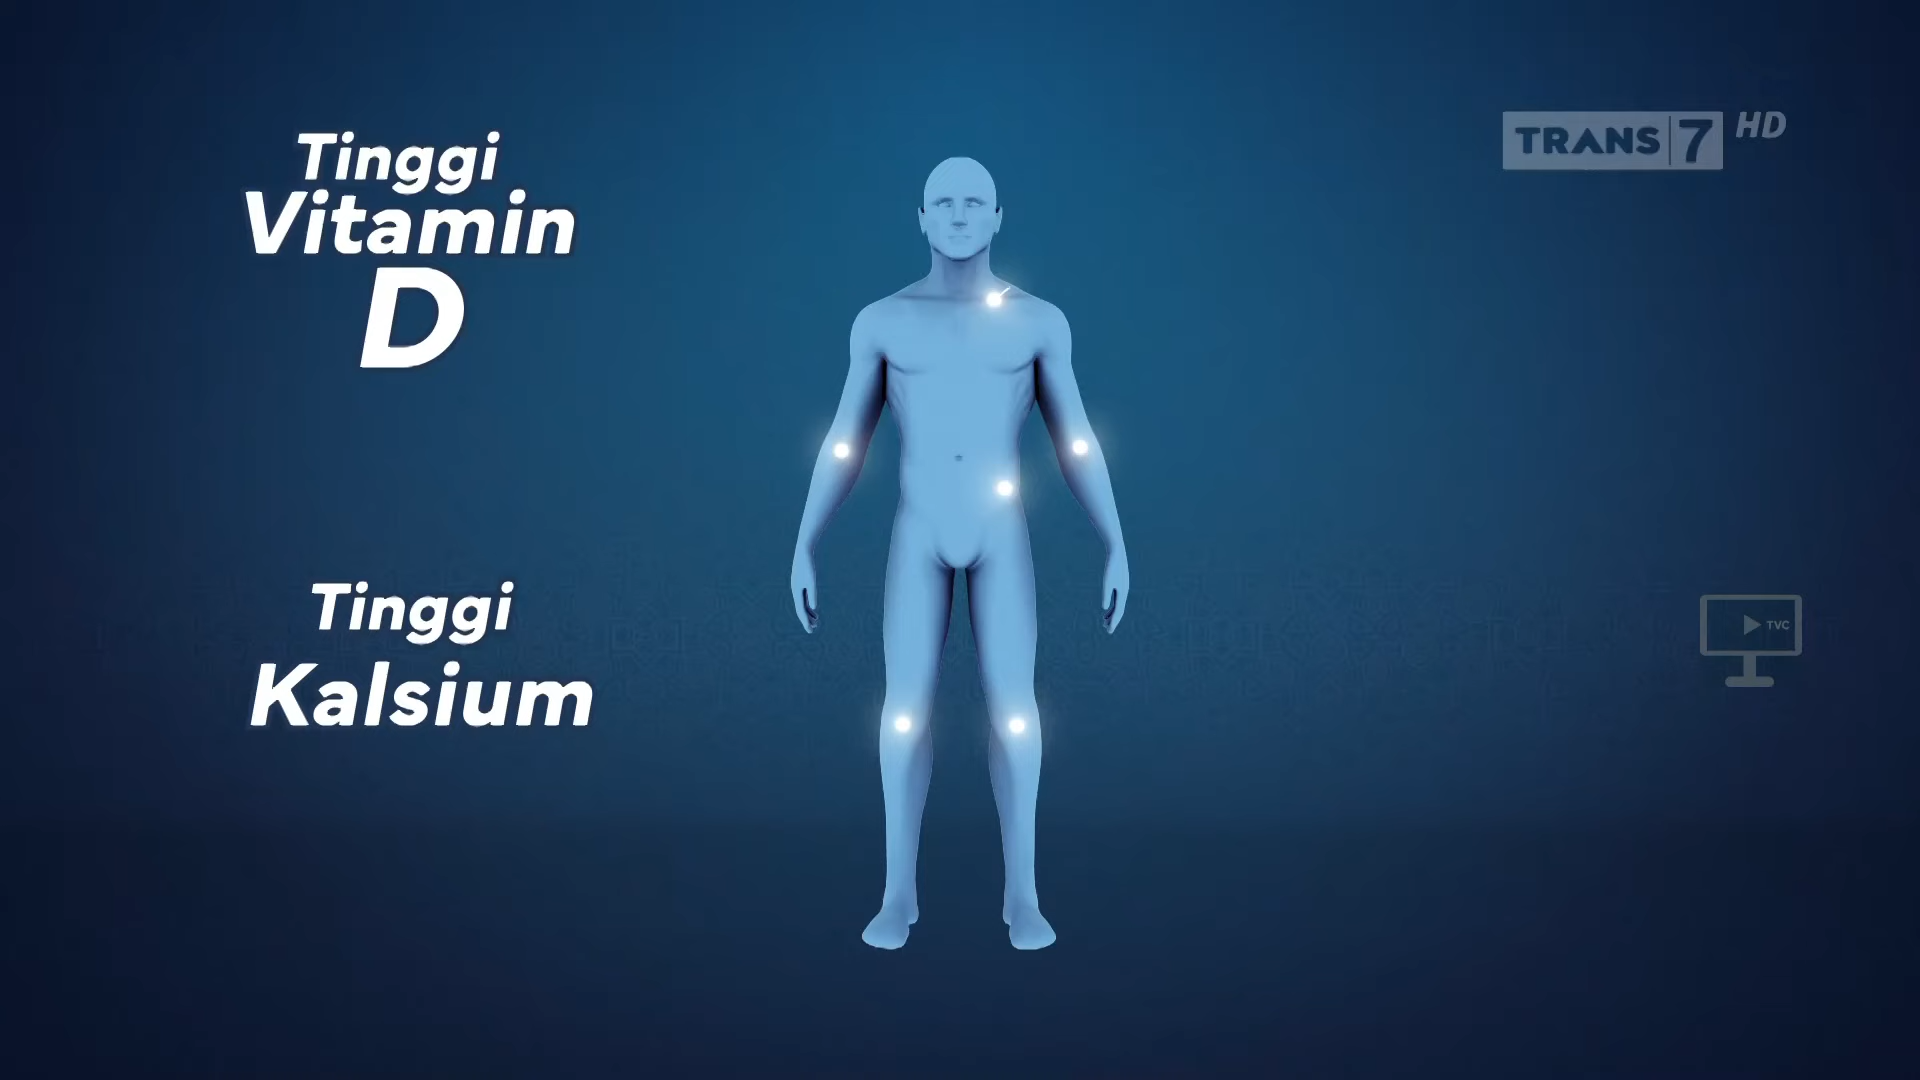 Tinggi
Vitamin
D
Tinggi
Kalsium
TRANS|7 HD
TVC